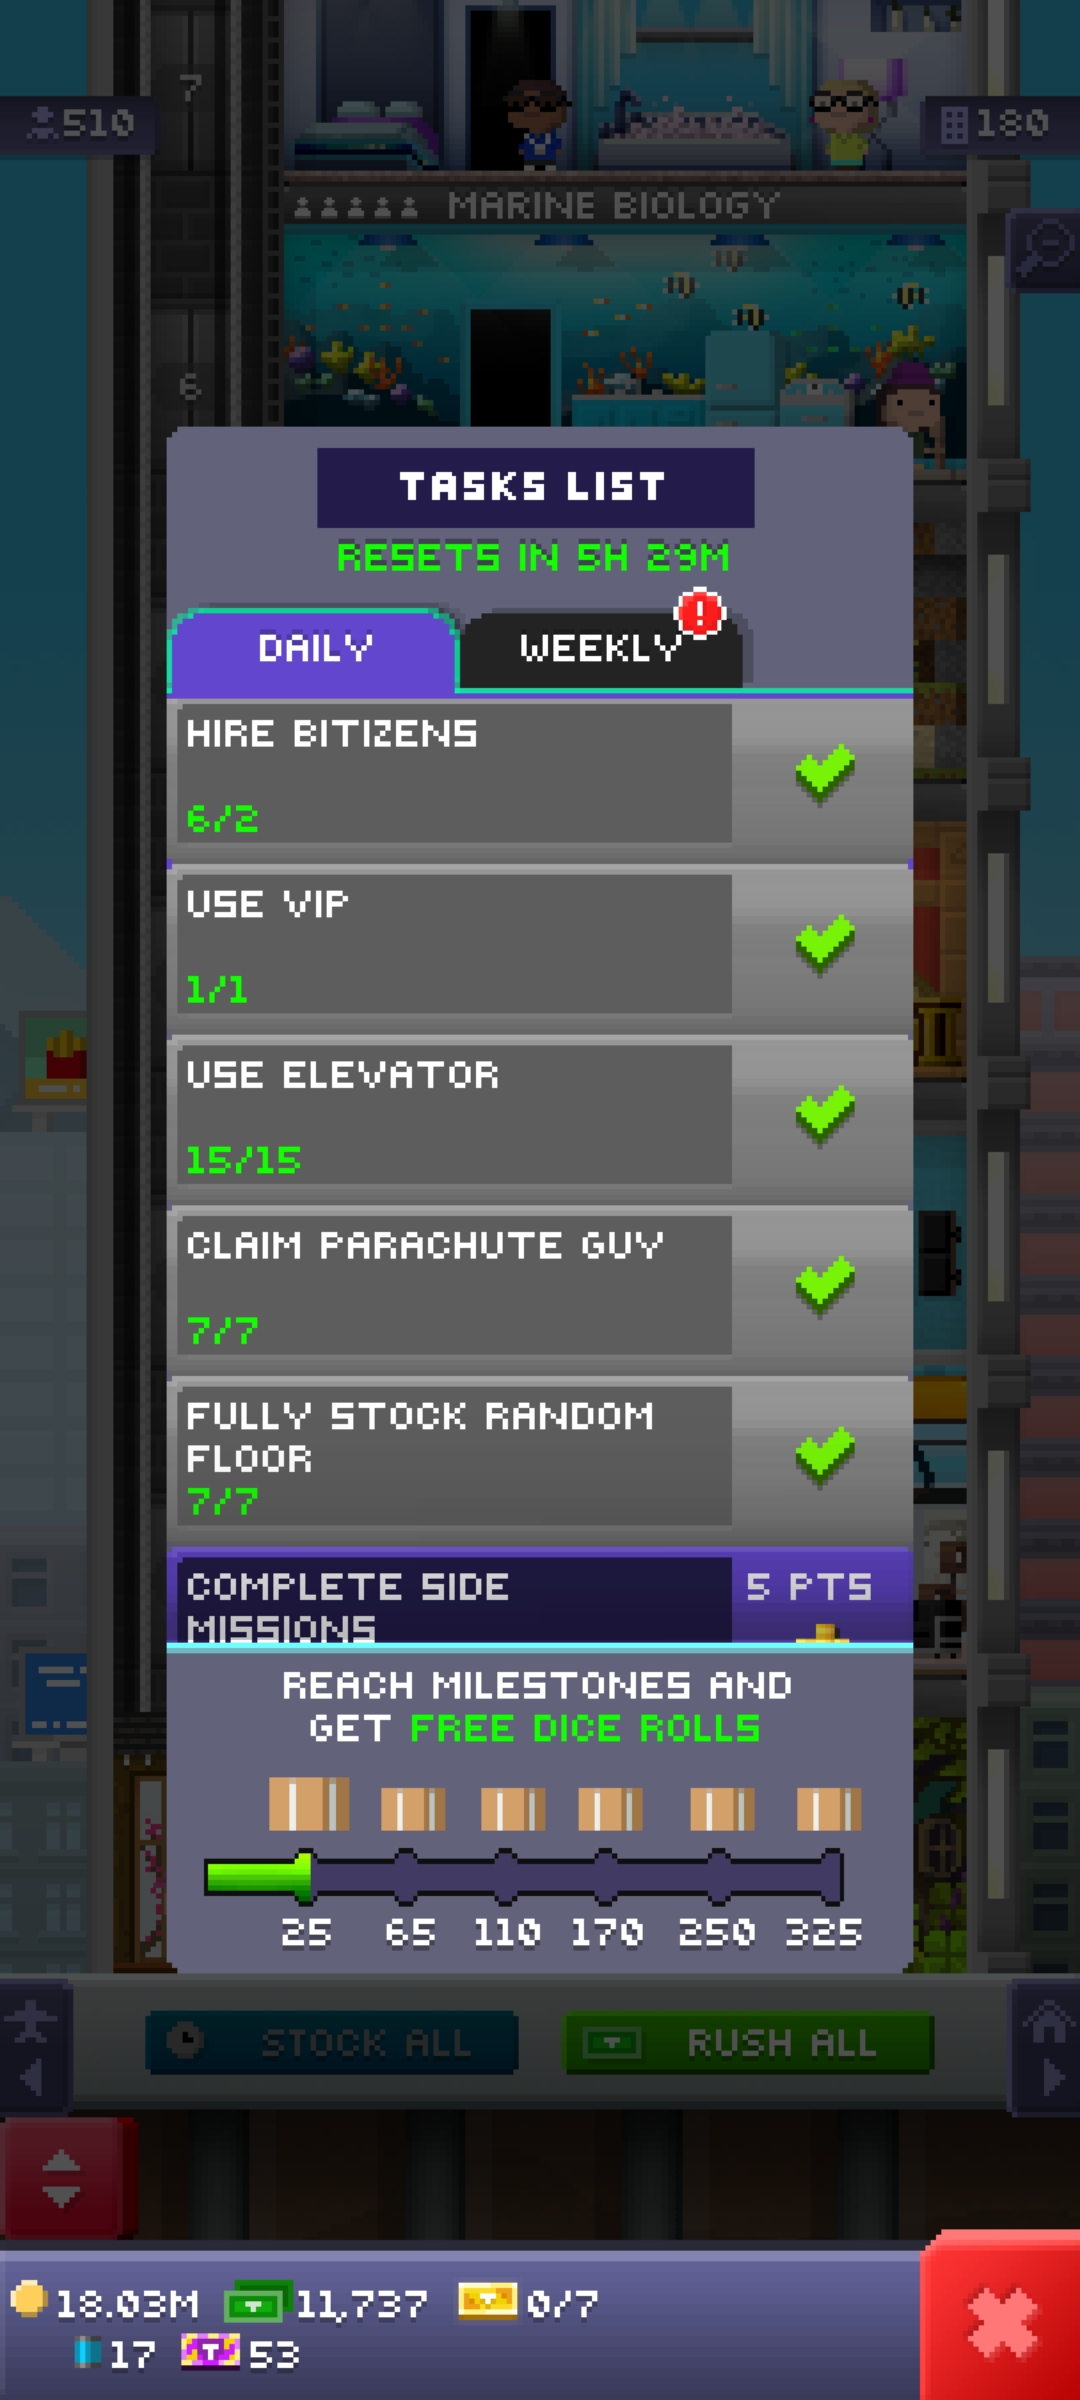 7
510
180
MARINE BIOLOGY
6
TASKS LIST
RESETS IN 5H 29M
DAILY
WEEKLY
!
HIRE BITIZENS
6/2
USE VIP
1/1
USE ELEVATOR
15/15
CLAIM PARACHUTE GUY
7/7
FULLY STOCK RANDOM
FLOOR
7/7
COMPLETE SIDE
MISSIONS
5 PTS
REACH MILESTONES AND
GET FREE DICE ROLLS
25 65 110 170 250 325
STOCK ALL
RUSH ALL
18.03M 11,737 0/7
17 53